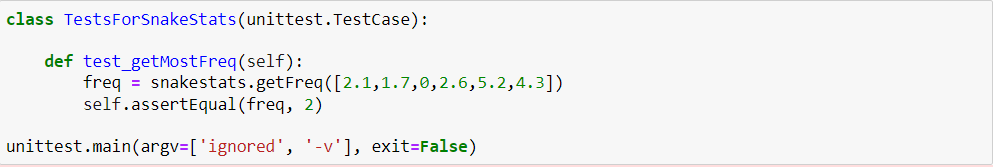 class TestsForSnakeStats(unittest.TestCase):
    def test_getMostFreq(self):
        freq = snakestats.getFreq([2.1,1.7,0,2.6,5.2,4.3])
        self.assertEqual(freq, 2)
unittest.main(argv=['ignored', '-v'], exit=False)